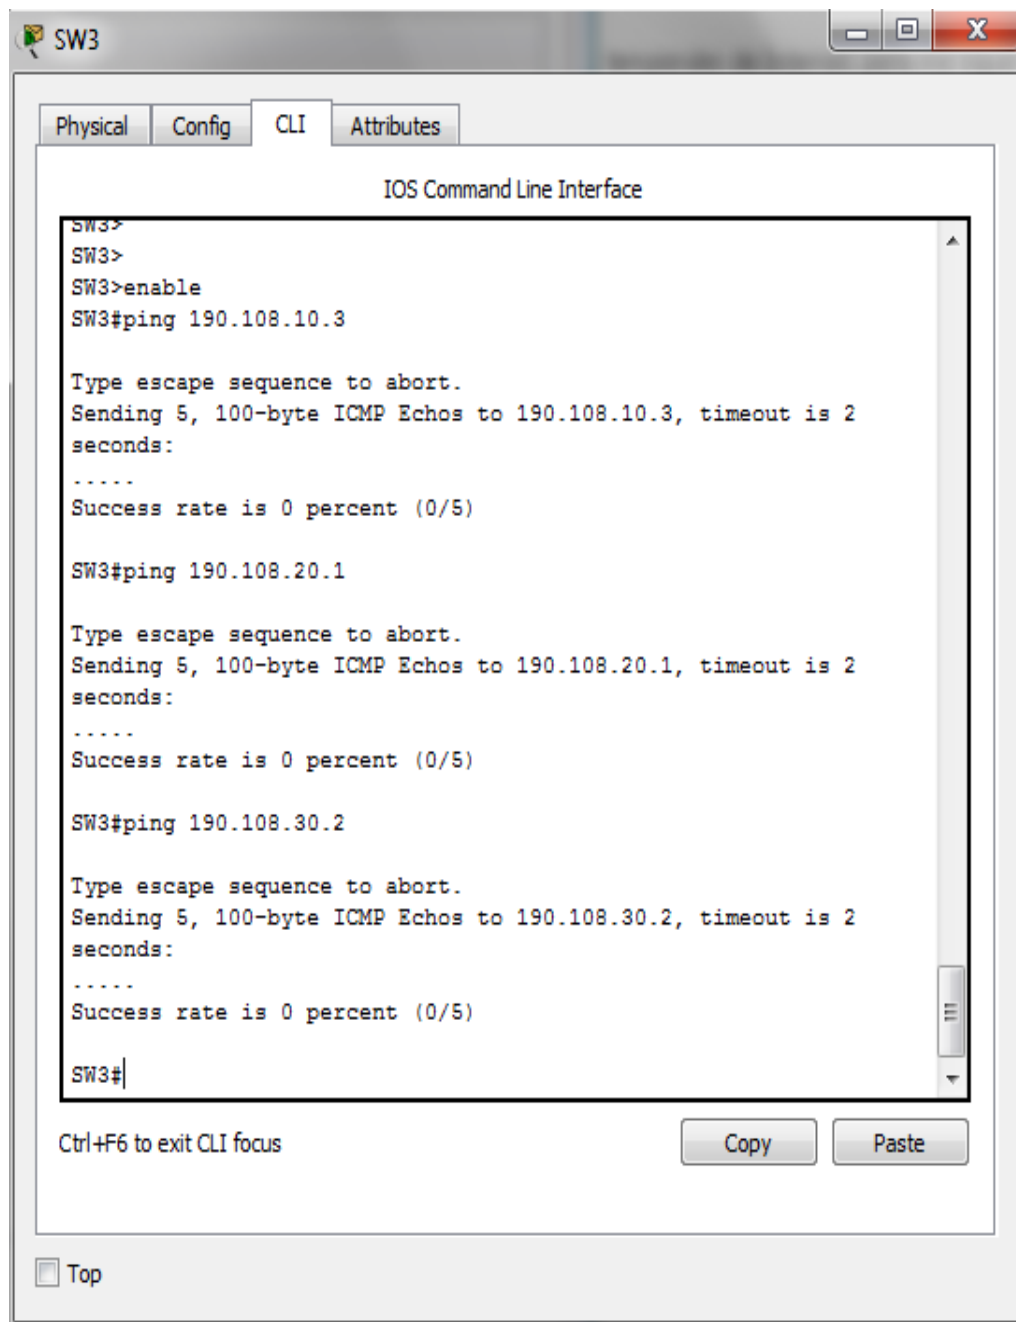 SW3
Physical Config CLI Attributes
IOS Command Line Interface
SW3>
SW3>
SW3>enable
SW3#ping 190.108.10.3
Type escape sequence to abort.
Sending 5, 100-byte ICMP Echos to 190.108.10.3, timeout is 2
seconds:
.....
Success rate is 0 percent (0/5)
SW3#ping 190.108.20.1
Type escape sequence to abort.
Sending 5, 100-byte ICMP Echos to 190.108.20.1, timeout is 2
seconds:
.....
Success rate is 0 percent (0/5)
SW3#ping 190.108.30.2
Type escape sequence to abort.
Sending 5, 100-byte ICMP Echos to 190.108.30.2, timeout is 2
seconds:
.....
Success rate is 0 percent (0/5)
SW3#
Ctrl+F6 to exit CLI focus
Copy Paste
Top